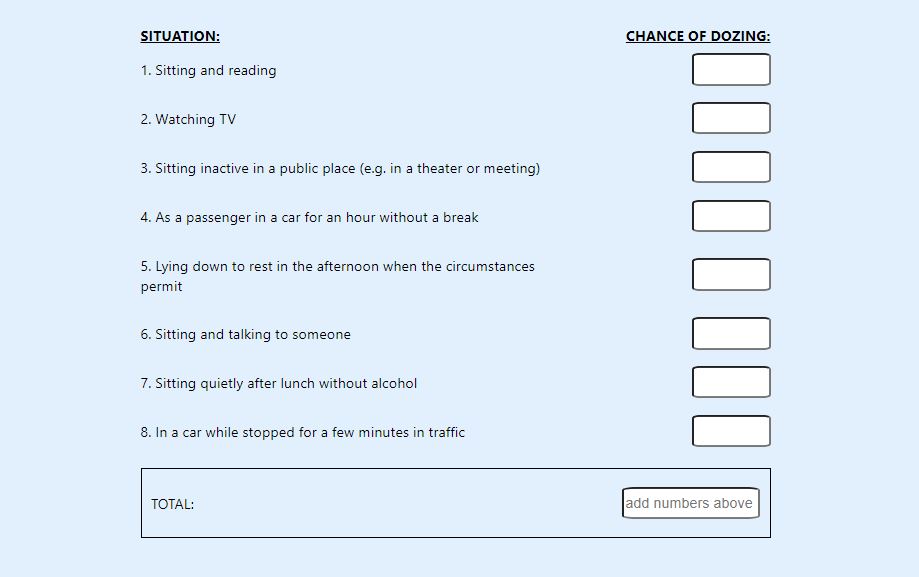 SITUATION: CHANCE OF DOZING:
1. Sitting and reading
2. Watching TV
3. Sitting inactive in a public place (e.g. in a theater or meeting)
4. As a passenger in a car for an hour without a break
5. Lying down to rest in the afternoon when the circumstances
permit
6. Sitting and talking to someone
7. Sitting quietly after lunch without alcohol
8. In a car while stopped for a few minutes in traffic
TOTAL: add numbers above